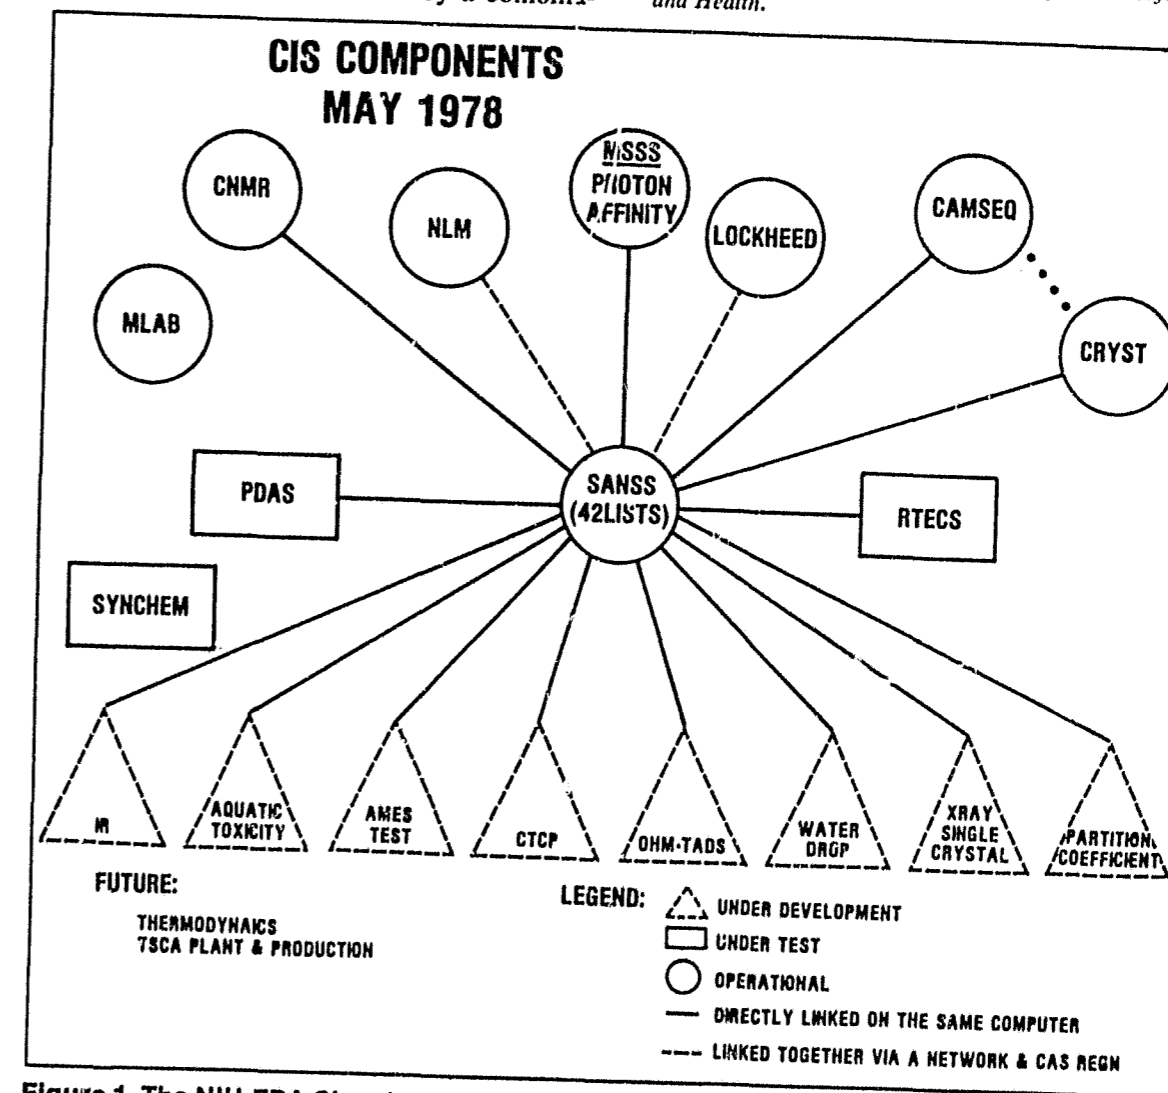 and Health.
CIS COMPONENTS
MAY 1978
CNMR
NLM
MSSS
PROTON
AFFINITY
LOCKHEED
CAMSEQ
MLAB
CRYST
PDAS
SANSS
(42LISTS)
RTECS
SYNCHEM
IR
AQUATIC
TOXICITY
AMES
TEST
CTCP
OHM-TADS
WATER
DROP
XRAY
SINGLE
CRYSTAL
PARTITION
COEFFICIENT
FUTURE:
THERMODYNAICS
TSCA PLANT & PRODUCTION
LEGEND:
UNDER DEVELOPMENT
UNDER TEST
OPERATIONAL
DIRECTLY LINKED ON THE SAME COMPUTER
LINKED TOGETHER VIA A NETWORK & CAS REGN
Figure 1. The NIH-EPA